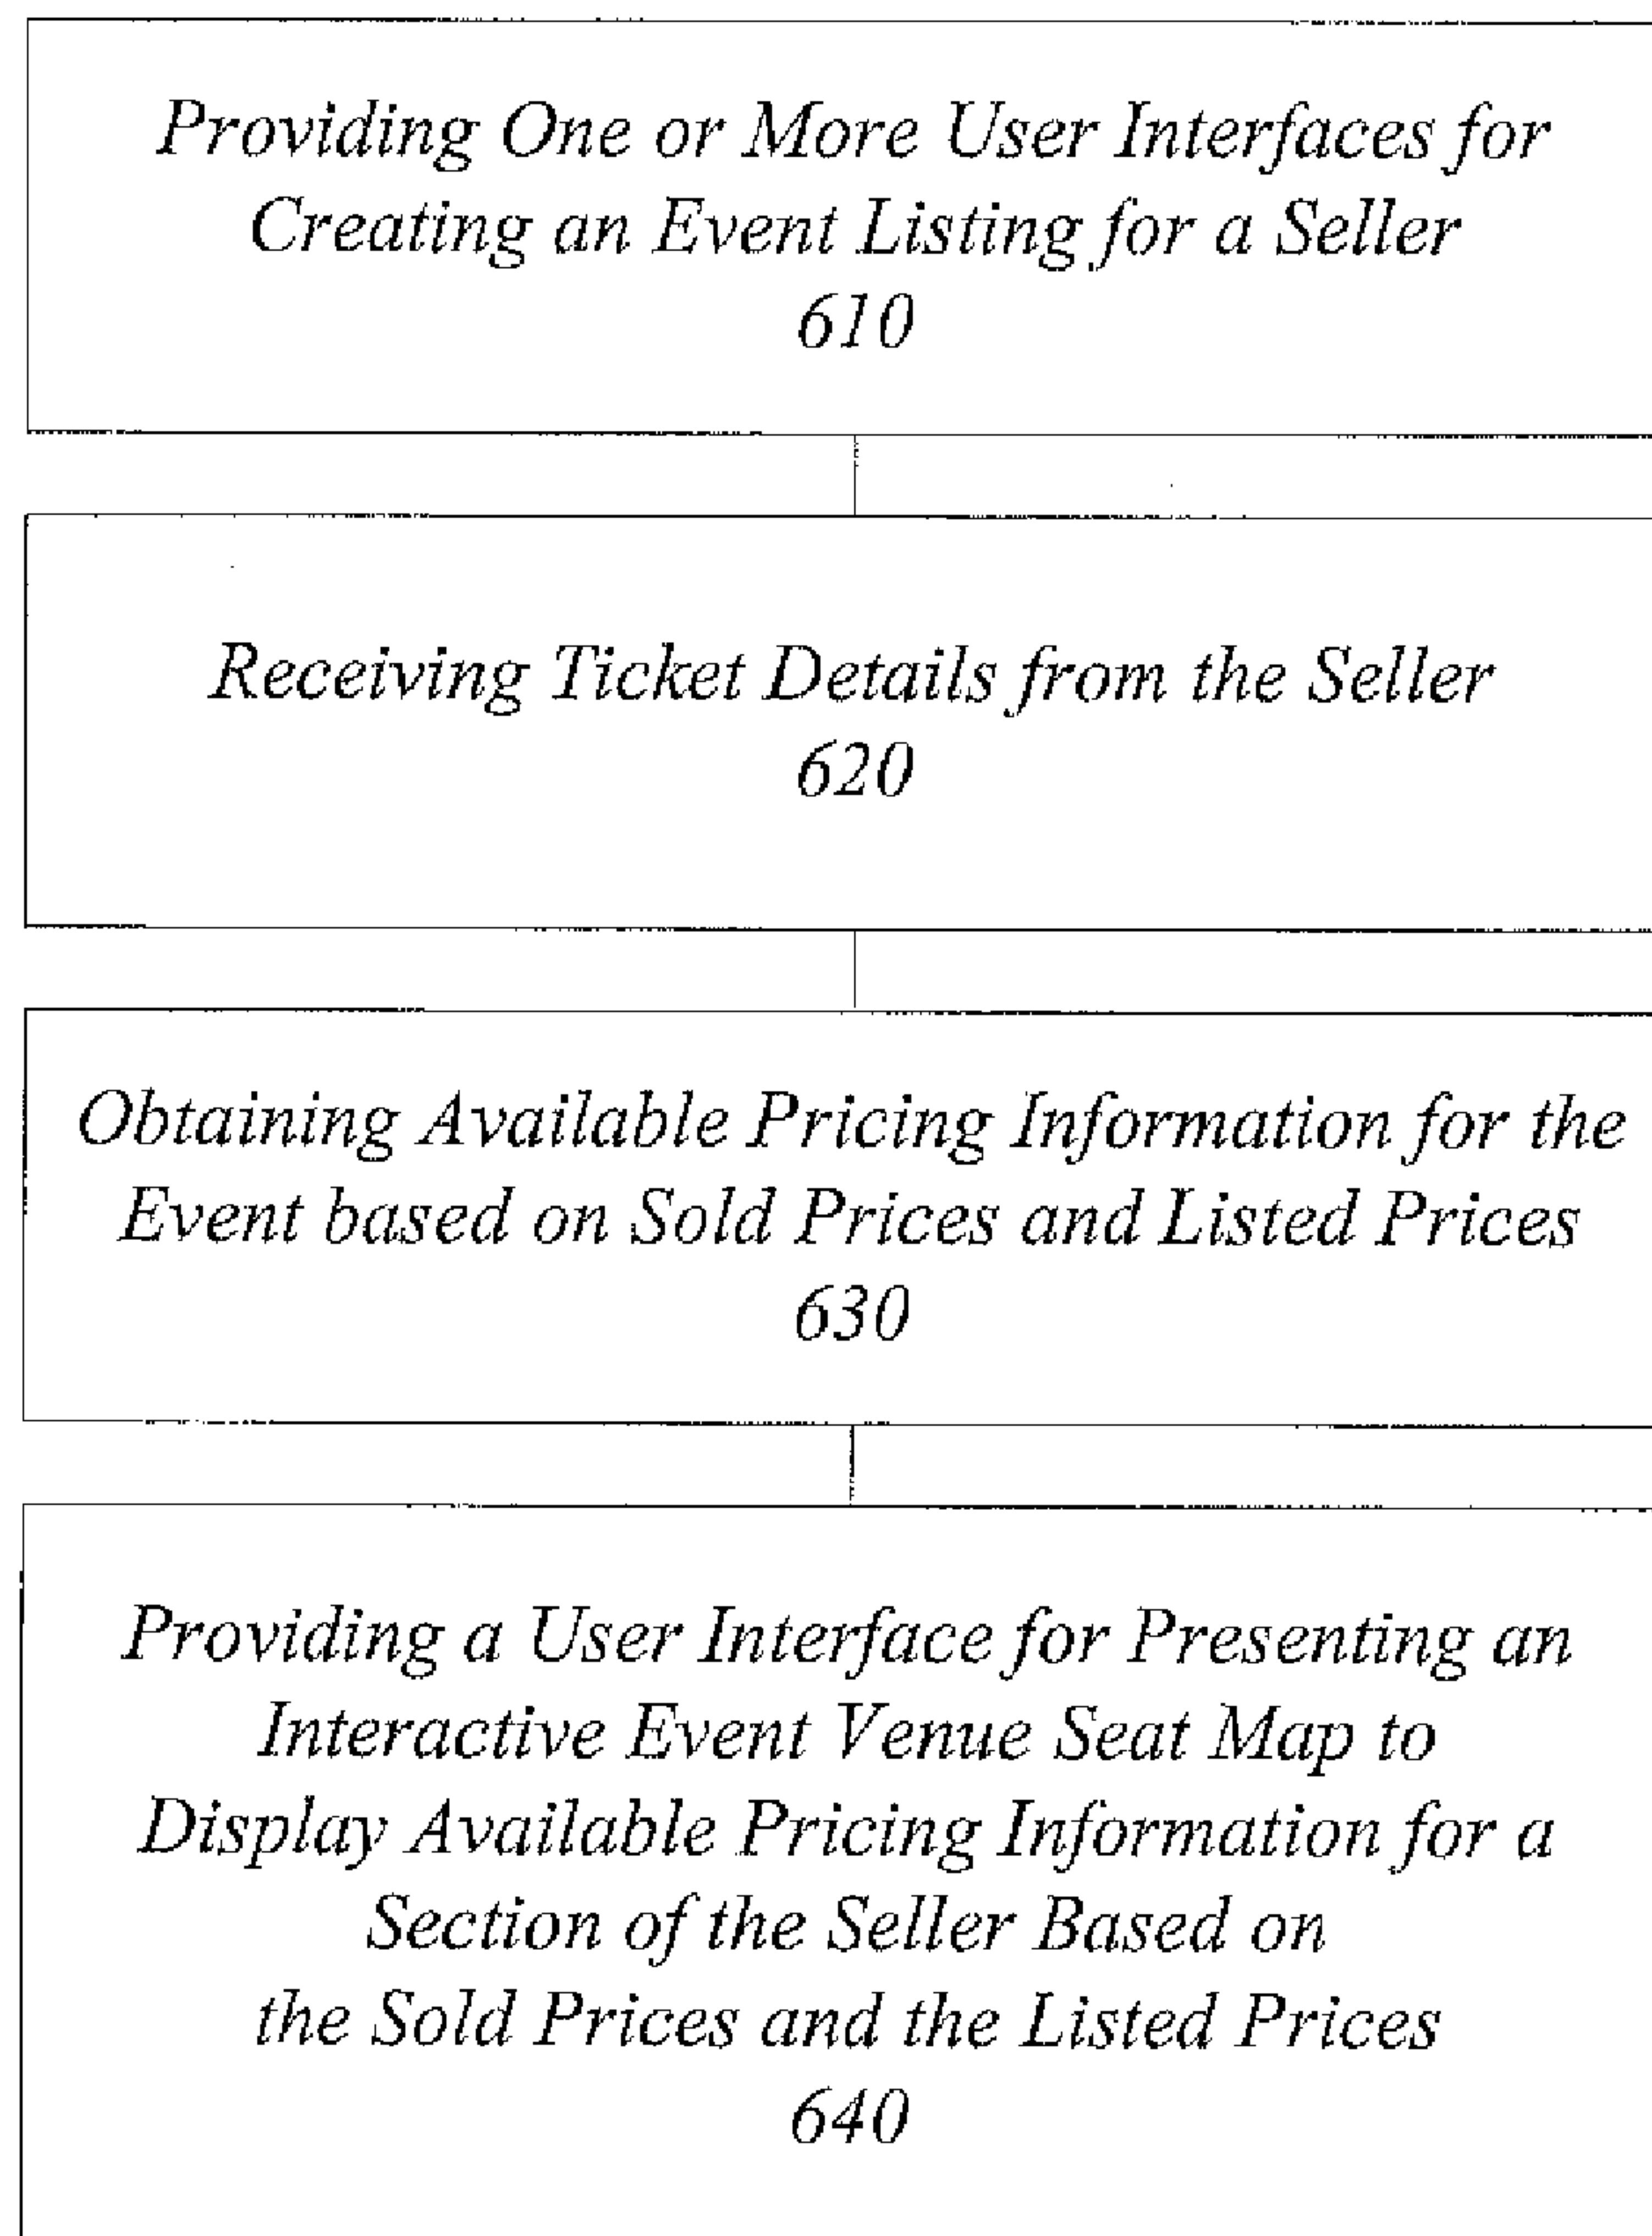 Providing One or More User Interfaces for
Creating an Event Listing for a Seller
610
Receiving Ticket Details from the Seller
620
Obtaining Available Pricing Information for the
Event based on Sold Prices and Listed Prices
630
Providing a User Interface for Presenting an
Interactive Event Venue Seat Map to
Display Available Pricing Information for a
Section of the Seller Based on
the Sold Prices and the Listed Prices
640